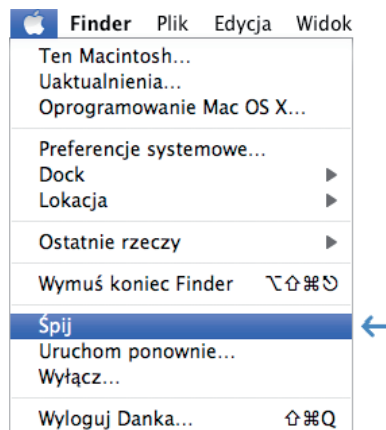 Finder Plik Edycja Widok
Ten Macintosh...
Uaktualnienia...
Oprogramowanie Mac OS X...
Preferencje systemowe...
Dock ▶
Lokacja ▶
Ostatnie rzeczy ▶
Wymuś koniec Finder ⌥⇧⌘⎋
Śpij
Uruchom ponownie...
Wyłącz...
Wyloguj Danka... ⇧⌘Q